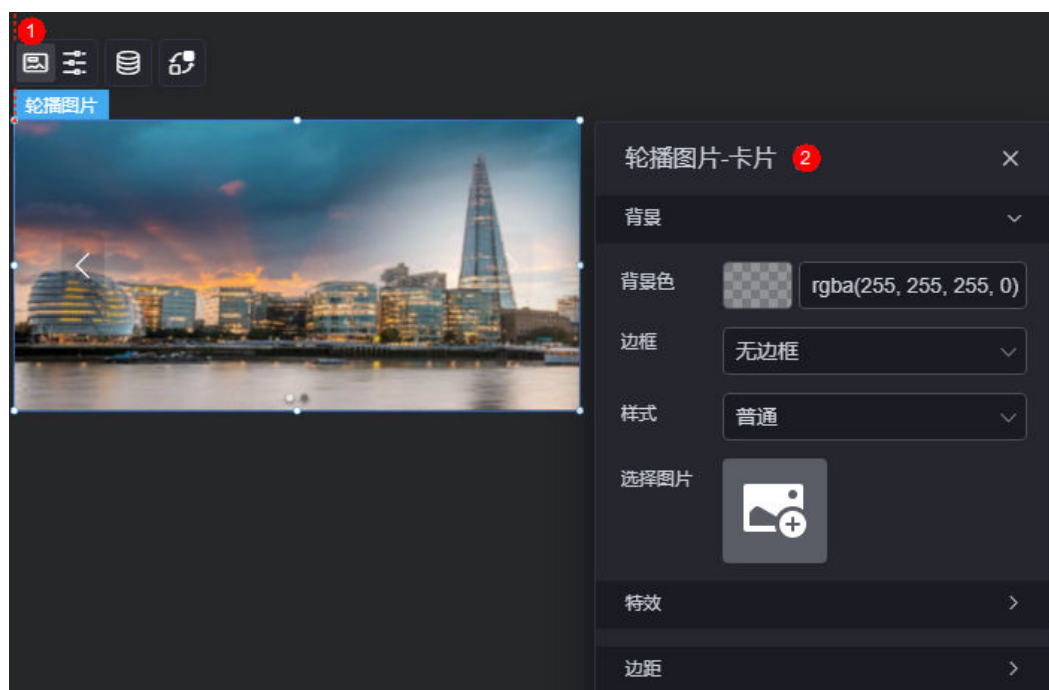 1
轮播图片
轮播图片-卡片 2
背景
背景色 rgba(255, 255, 255, 0)
边框 无边框
样式 普通
选择图片
特效
边距